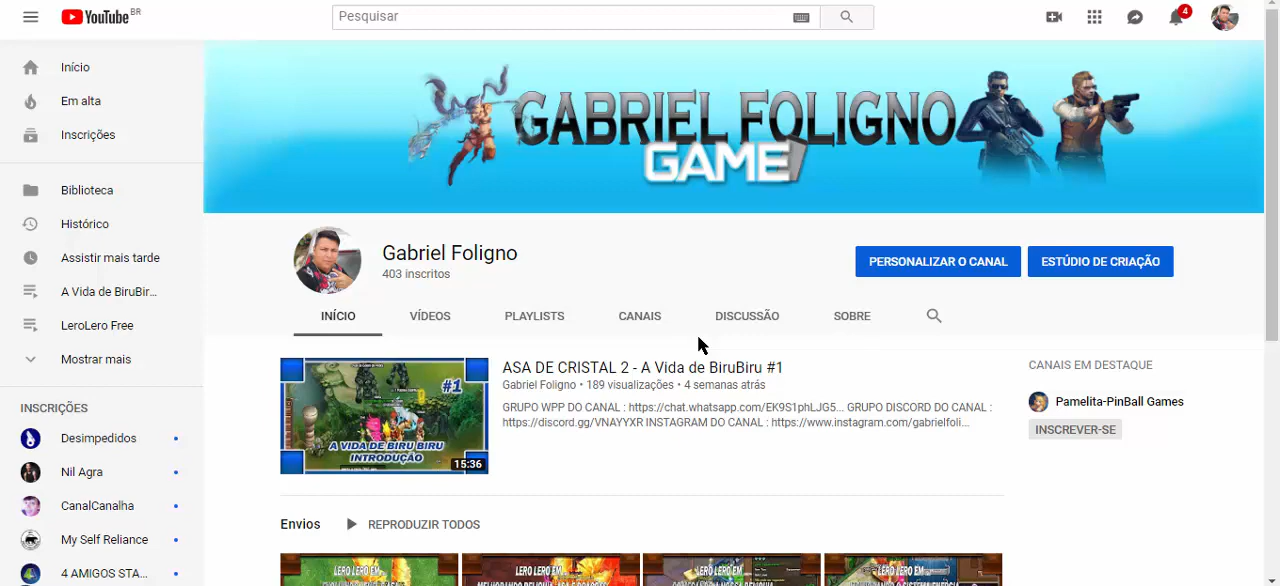 YouTube BR
Pesquisar
4
Início
Em alta
Inscrições
Biblioteca
Histórico
Assistir mais tarde
A Vida de BiruBir...
LeroLero Free
Mostrar mais
INSCRIÇÕES
Desimpedidos
Nil Agra
CanalCanalha
My Self Reliance
4 AMIGOS STA...
GABRIEL FOLIGNO
GAME
Gabriel Foligno
403 inscritos
PERSONALIZAR O CANAL
ESTÚDIO DE CRIAÇÃO
INÍCIO
VÍDEOS
PLAYLISTS
CANAIS
DISCUSSÃO
SOBRE
#1
A VIDA DE BIRU BIRU
INTRODUÇÃO
15:36
ASA DE CRISTAL 2 - A Vida de BiruBiru #1
Gabriel Foligno • 189 visualizações • 4 semanas atrás
GRUPO WPP DO CANAL : https://chat.whatsapp.com/EK9S1phLJG5... GRUPO DISCORD DO CANAL :
https://discord.gg/VNAYYXR INSTAGRAM DO CANAL : https://www.instagram.com/gabrielfoli...
CANAIS EM DESTAQUE
Pamelita-PinBall Games
INSCREVER-SE
Envios
REPRODUZIR TODOS
LERO LERO EM
LERO LERO EM
LERO LERO EM
LERO LERO EM